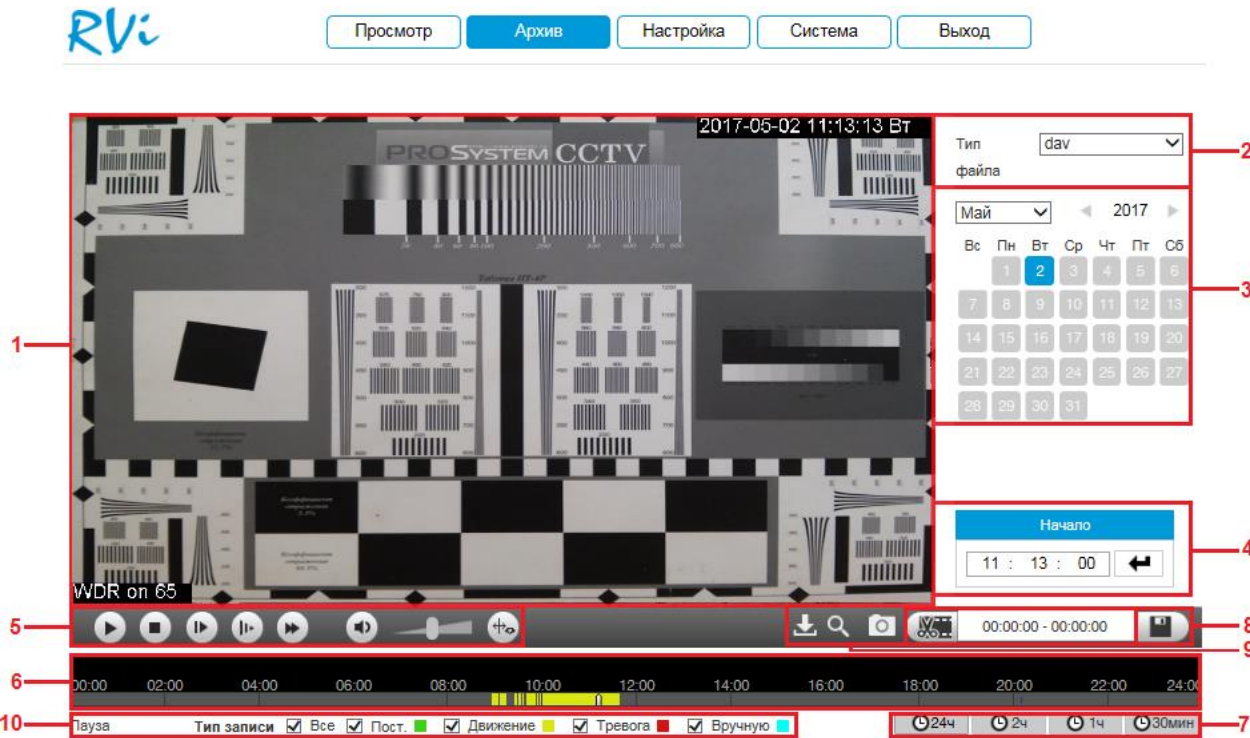 RVi
Просмотр Архив Настройка Система Выход
2017-05-02 11:13:13 Вт
PROSYSTEM CCTV
Таблица ИТ-4Р
WDR on 65
Тип файла
dav
Май 2017
Вс Пн Вт Ср Чт Пт Сб
1 2 3 4 5 6
7 8 9 10 11 12 13
14 15 16 17 18 19 20
21 22 23 24 25 26 27
28 29 30 31
Начало
11 : 13 : 00
00:00:00 - 00:00:00
00:00 02:00 04:00 06:00 08:00 10:00 12:00 14:00 16:00 18:00 20:00 22:00 24:00
Пауза Тип записи Все Пост. Движение Тревога Вручную
24ч 2ч 1ч 30мин
1
2
3
4
5
6
7
8
9
10